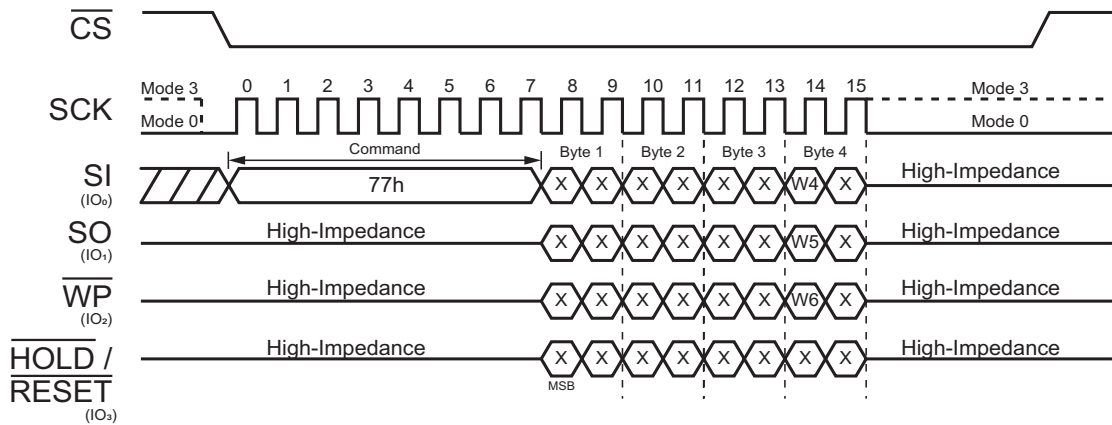 CS
SCK
Mode 3
Mode 0
0 1 2 3 4 5 6 7 8 9 10 11 12 13 14 15
Mode 3
Mode 0
SI
(IO₀)
Command
77h
Byte 1 Byte 2 Byte 3 Byte 4
X X X X X X W4 X
High-Impedance
SO
(IO₁)
High-Impedance
X X X X X X W5 X
High-Impedance
WP
(IO₂)
High-Impedance
X X X X X X W6 X
High-Impedance
HOLD /
RESET
(IO₃)
High-Impedance
X X X X X X X X
MSB
High-Impedance